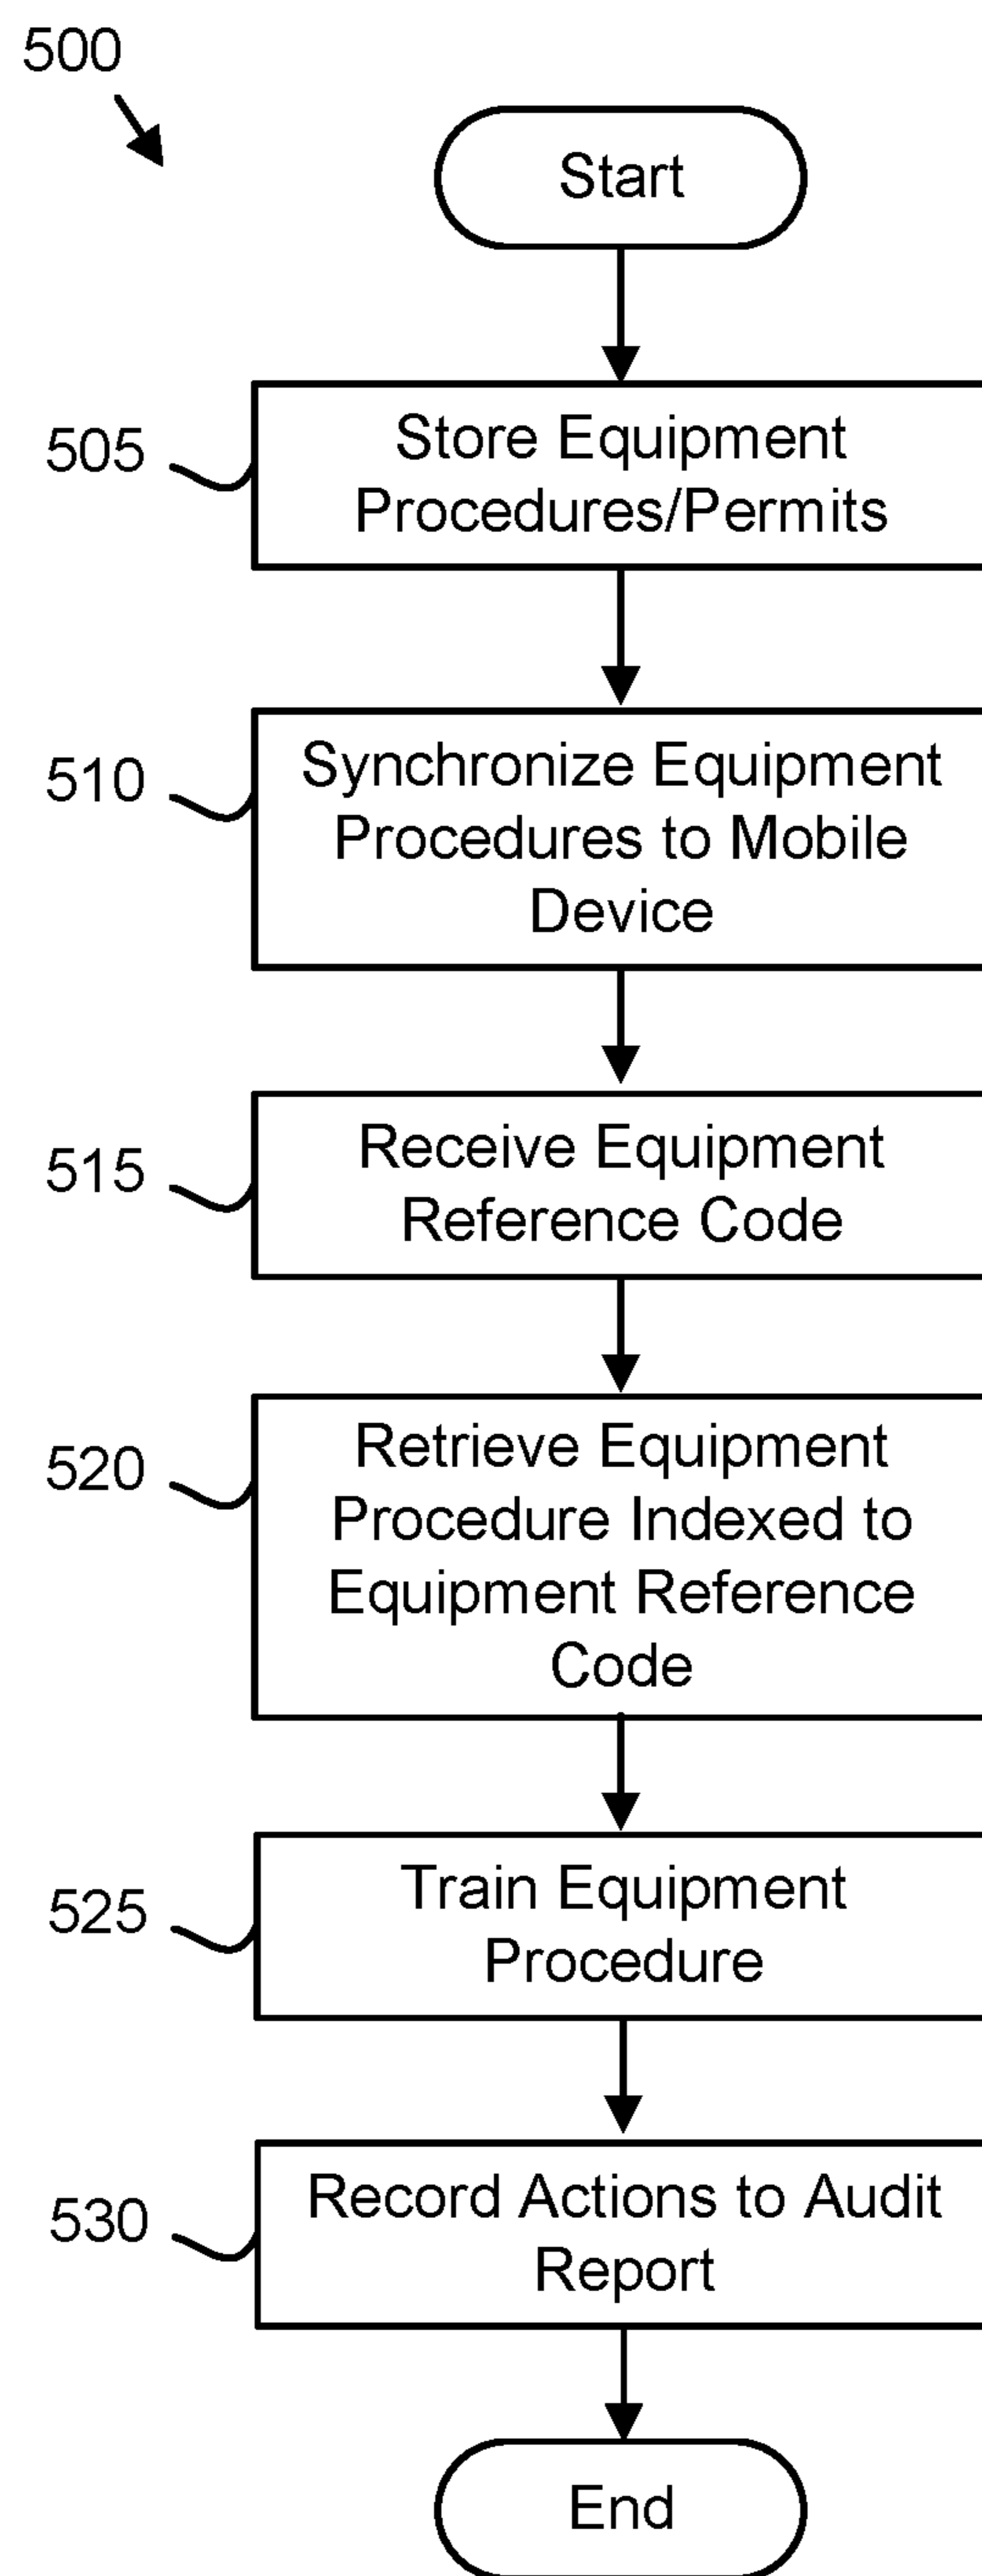 500
Start
505
Store Equipment
Procedures/Permits
510
Synchronize Equipment
Procedures to Mobile
Device
515
Receive Equipment
Reference Code
520
Retrieve Equipment
Procedure Indexed to
Equipment Reference
Code
525
Train Equipment
Procedure
530
Record Actions to Audit
Report
End